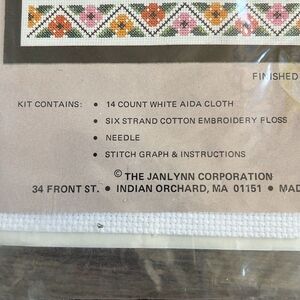 FINISHED
KIT CONTAINS: • 14 COUNT WHITE AIDA CLOTH
• SIX STRAND COTTON EMBROIDERY FLOSS
• NEEDLE
• STITCH GRAPH & INSTRUCTIONS
© THE JANLYNN CORPORATION
34 FRONT ST. • INDIAN ORCHARD, MA 01151 • MAD